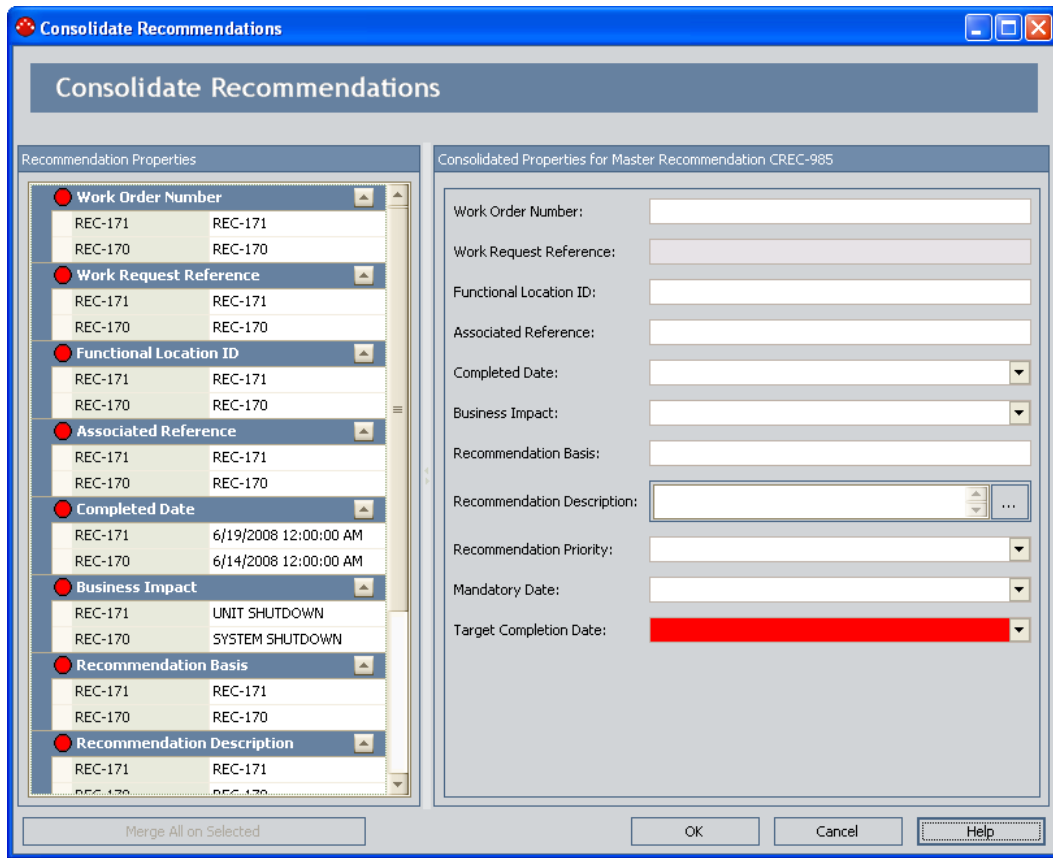 Consolidate Recommendations
Consolidate Recommendations
Recommendation Properties
Work Order Number
REC-171 REC-171
REC-170 REC-170
Work Request Reference
REC-171 REC-171
REC-170 REC-170
Functional Location ID
REC-171 REC-171
REC-170 REC-170
Associated Reference
REC-171 REC-171
REC-170 REC-170
Completed Date
REC-171 6/19/2008 12:00:00 AM
REC-170 6/14/2008 12:00:00 AM
Business Impact
REC-171 UNIT SHUTDOWN
REC-170 SYSTEM SHUTDOWN
Recommendation Basis
REC-171 REC-171
REC-170 REC-170
Recommendation Description
REC-171 REC-171
REC-170 REC-170
Merge All on Selected
Consolidated Properties for Master Recommendation CREC-985
Work Order Number:
Work Request Reference:
Functional Location ID:
Associated Reference:
Completed Date:
Business Impact:
Recommendation Basis:
Recommendation Description: ...
Recommendation Priority:
Mandatory Date:
Target Completion Date:
OK Cancel Help